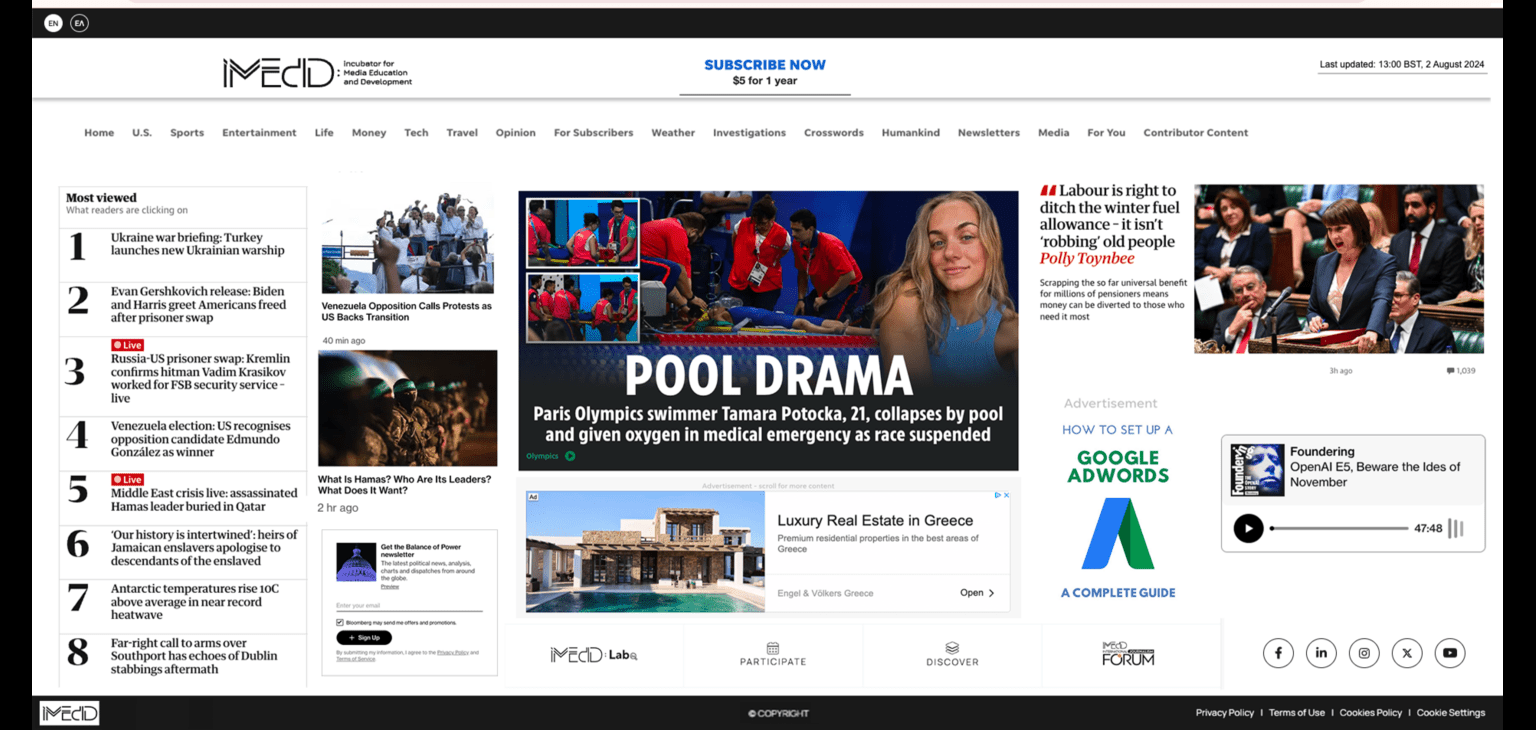 EN
ΕΛ
iMEdD:
Incubator for
Media Education
and Development
SUBSCRIBE NOW
$5 for 1 year
Last updated: 13:00 BST, 2 August 2024
Home U.S. Sports Entertainment Life Money Tech Travel Opinion For Subscribers Weather Investigations Crosswords Humankind Newsletters Media For You Contributor Content
Most viewed
What readers are clicking on
1
Ukraine war briefing: Turkey
launches new Ukrainian warship
2
Evan Gershkovich release: Biden
and Harris greet Americans freed
after prisoner swap
3
Live
Russia-US prisoner swap: Kremlin
confirms hitman Vadim Krasikov
worked for FSB security service –
live
4
Venezuela election: US recognises
opposition candidate Edmundo
González as winner
5
Live
Middle East crisis live: assassinated
Hamas leader buried in Qatar
6
‘Our history is intertwined’: heirs of
Jamaican enslavers apologise to
descendants of the enslaved
7
Antarctic temperatures rise 10C
above average in near record
heatwave
8
Far-right call to arms over
Southport has echoes of Dublin
stabbings aftermath
Venezuela Opposition Calls Protests as
US Backs Transition
40 min ago
What Is Hamas? Who Are Its Leaders?
What Does It Want?
2 hr ago
Get the Balance of Power
newsletter
The latest political news, analysis,
charts and dispatches from around
the globe.
Preview
Enter your email
Bloomberg may send me offers and promotions.
+ Sign Up
By submitting my information, I agree to the Privacy Policy and
Terms of Service
POOL DRAMA
Paris Olympics swimmer Tamara Potocka, 21, collapses by pool
and given oxygen in medical emergency as race suspended
Olympics
Advertisement - scroll for more content
Ad
Luxury Real Estate in Greece
Premium residential properties in the best areas of
Greece
Engel & Völkers Greece
Open >
iMEdD: Lab
PARTICIPATE
DISCOVER
iMEdD
INTERNATIONAL JOURNALISM
FORUM
“Labour is right to
ditch the winter fuel
allowance – it isn’t
‘robbing’ old people
Polly Toynbee
Scrapping the so far universal benefit
for millions of pensioners means
money can be diverted to those who
need it most
3h ago
1,039
Advertisement
HOW TO SET UP A
GOOGLE
ADWORDS
A COMPLETE GUIDE
Foundering
Foundering
OpenAI E5, Beware the Ides of
November
47:48
iMEdD
© COPYRIGHT
Privacy Policy I Terms of Use I Cookies Policy I Cookie Settings